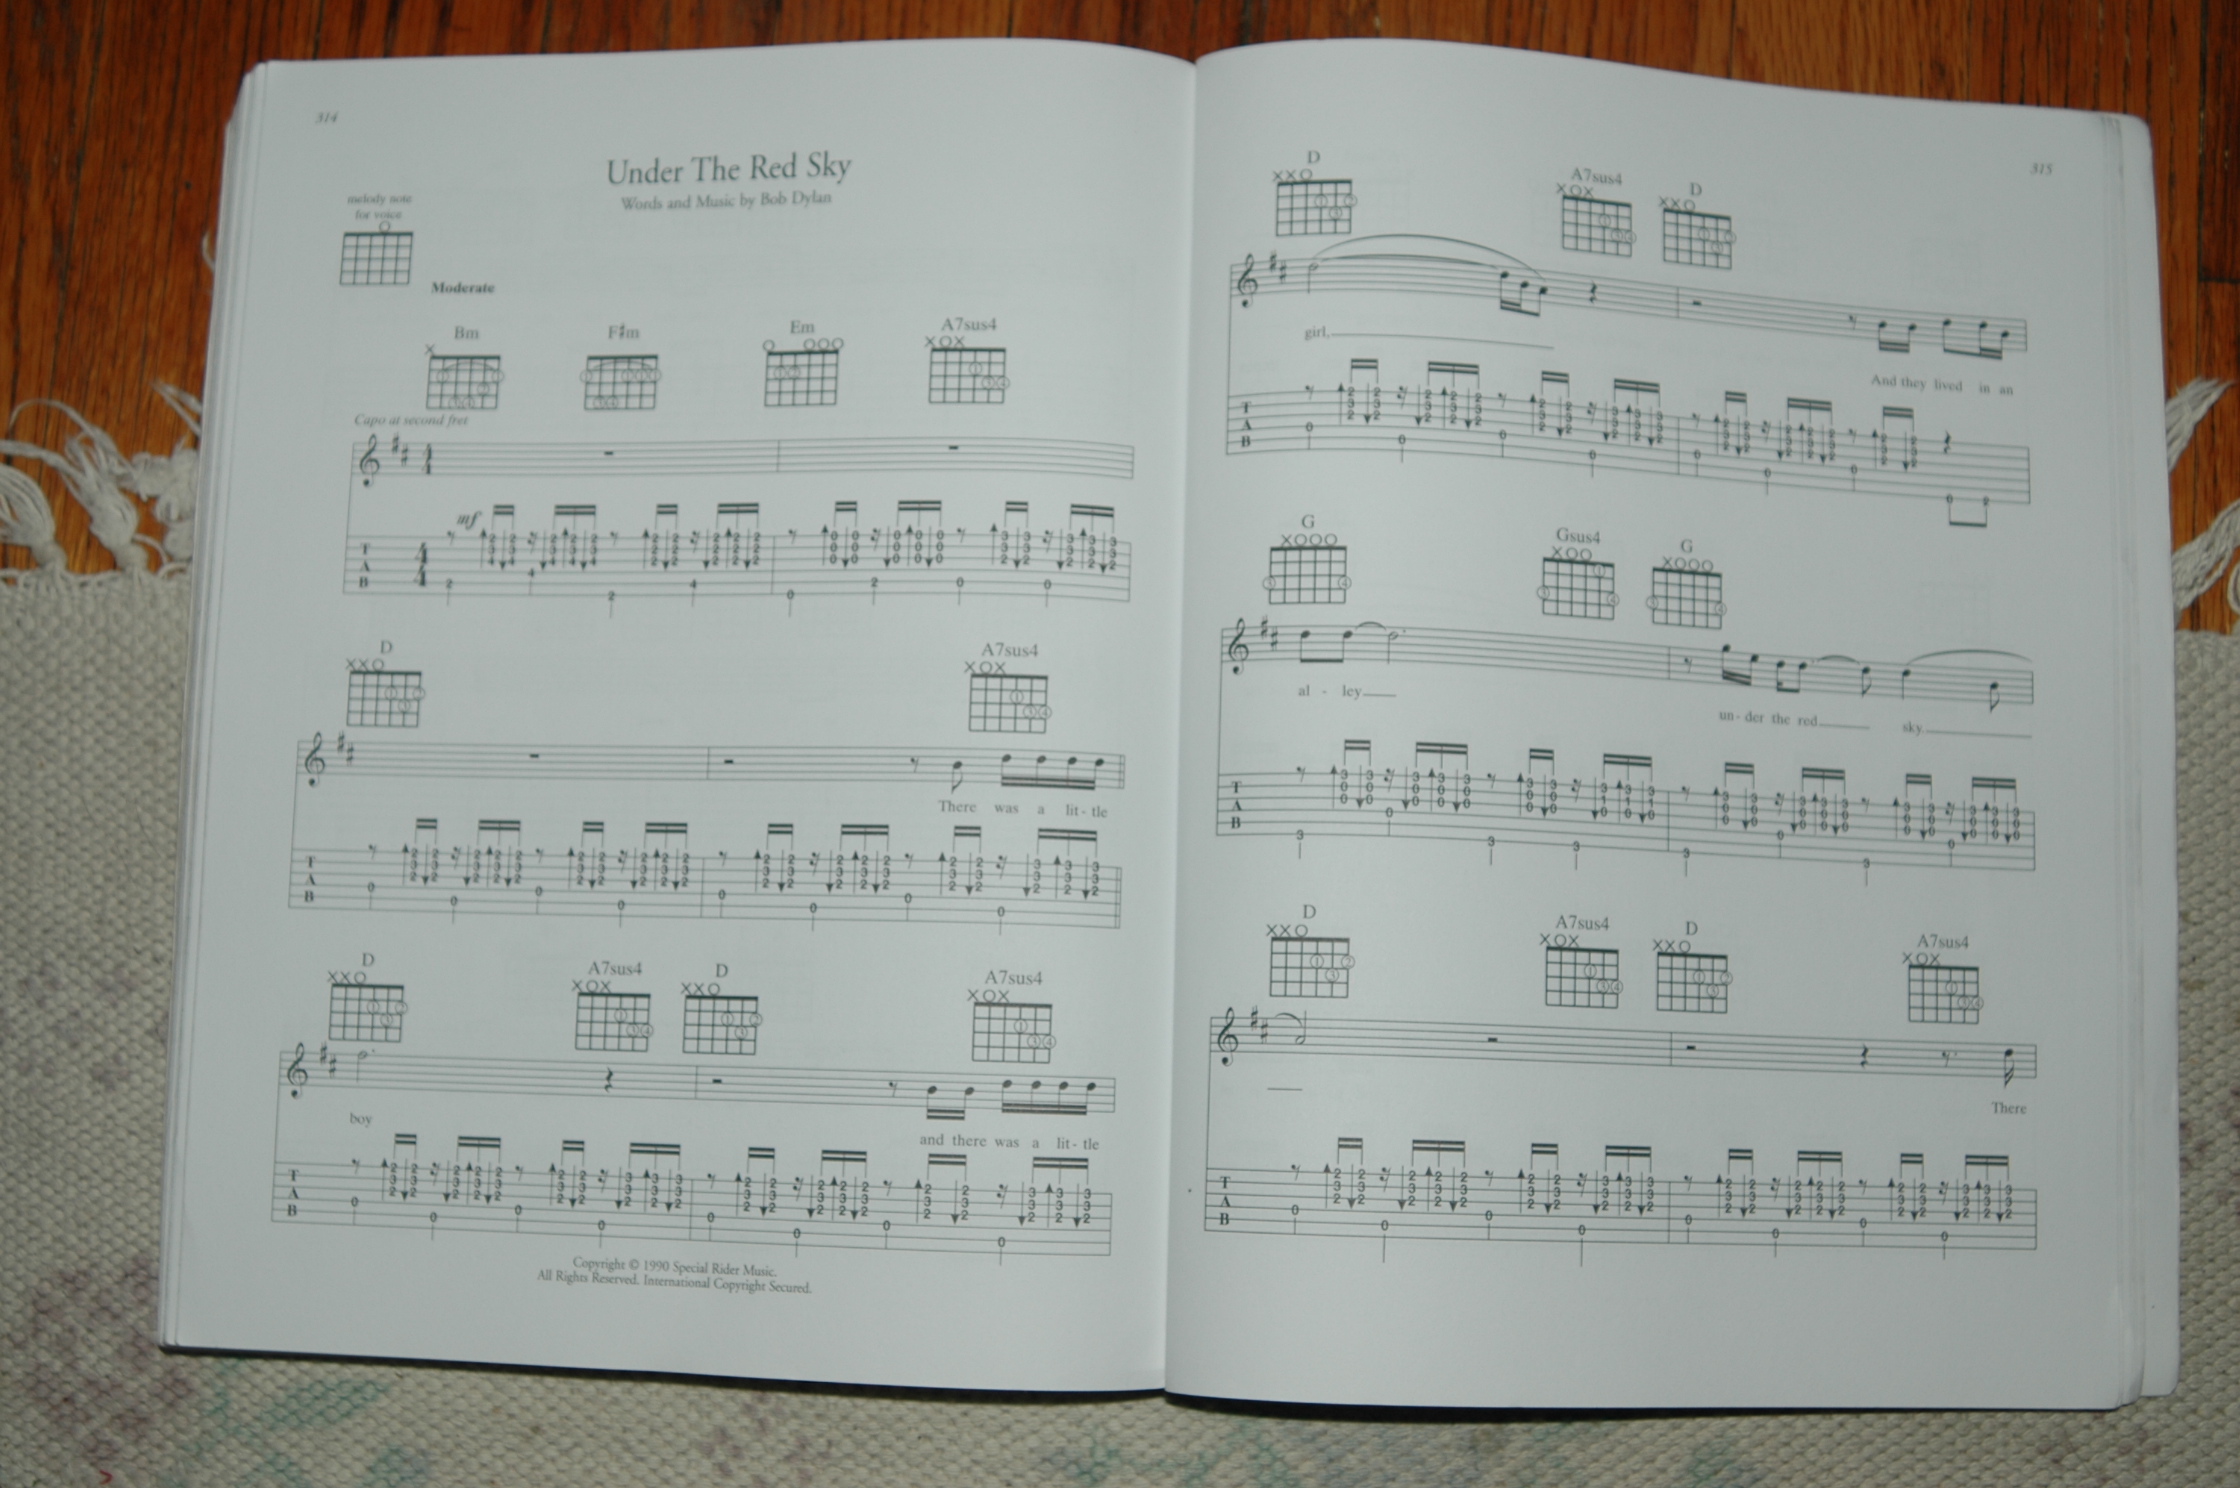 314
Under The Red Sky
Words and Music by Bob Dylan
melody note
for voice
Moderate
Bm F♯m Em A7sus4
Capo at second fret
mf
D A7sus4
There was a lit - tle
D A7sus4 D A7sus4
boy and there was a lit - tle
Copyright © 1990 Special Rider Music.
All Rights Reserved. International Copyright Secured.
315
D A7sus4 D
girl, And they lived in an
G Gsus4 G
al - ley un - der the red sky.
D A7sus4 D A7sus4
There